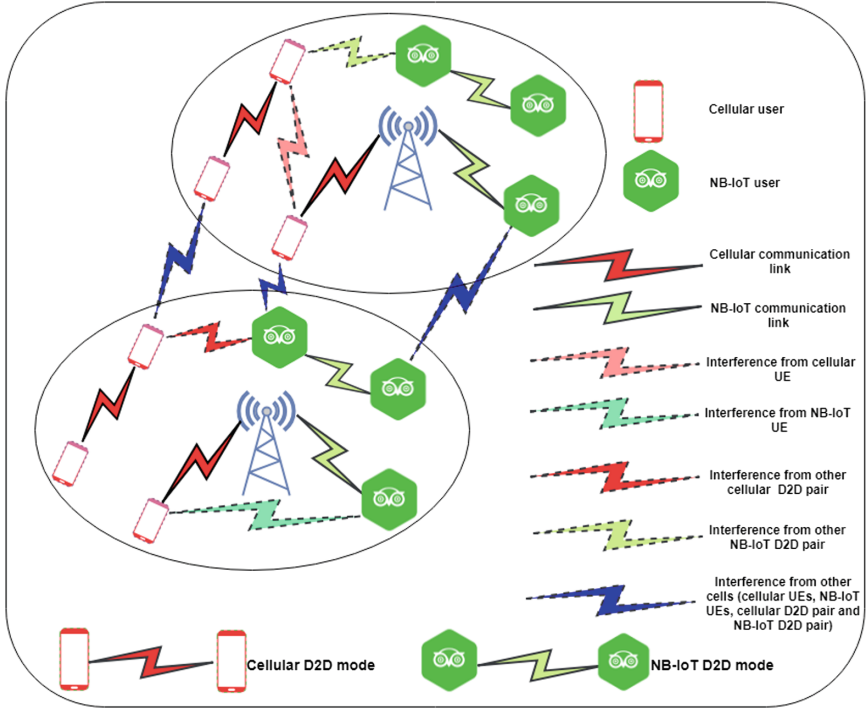 Cellular user
NB-IoT user
Cellular communication
link
NB-IoT communication
link
Interference from cellular
UE
Interference from NB-IoT
UE
Interference from other
cellular D2D pair
Interference from other
NB-IoT D2D pair
Interference from other
cells (cellular UEs, NB-IoT
UEs, cellular D2D pair and
NB-IoT D2D pair)
Cellular D2D mode
NB-IoT D2D mode